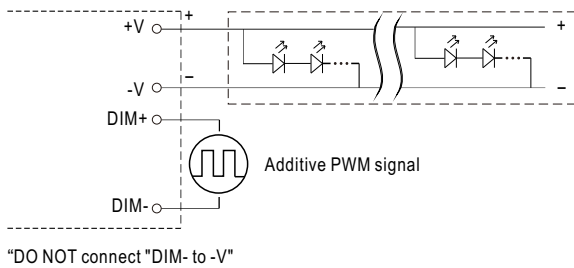 +V
+
+
-V
−
−
DIM+
Additive PWM signal
DIM-
“DO NOT connect "DIM- to -V"